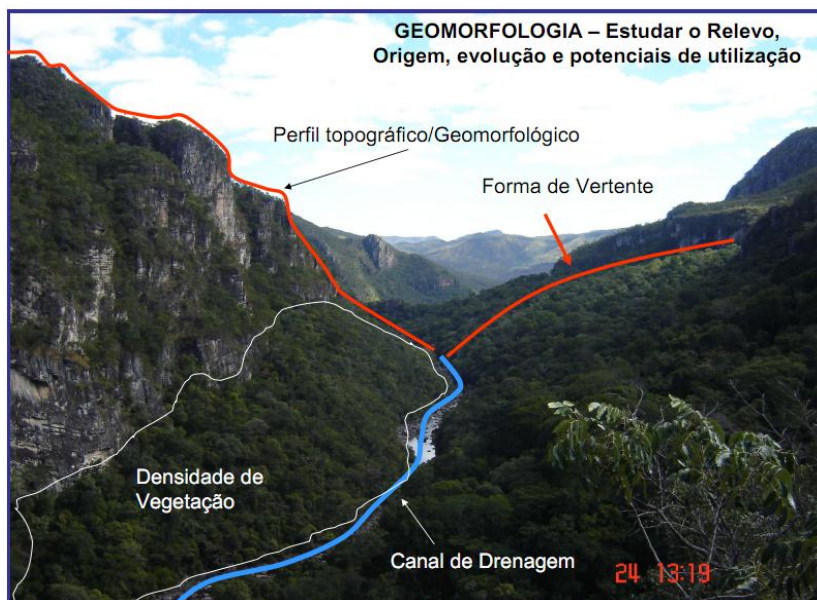 GEOMORFOLOGIA – Estudar o Relevo,
Origem, evolução e potenciais de utilização
Perfil topográfico/Geomorfológico
Forma de Vertente
Densidade de
Vegetação
Canal de Drenagem
24 13:19